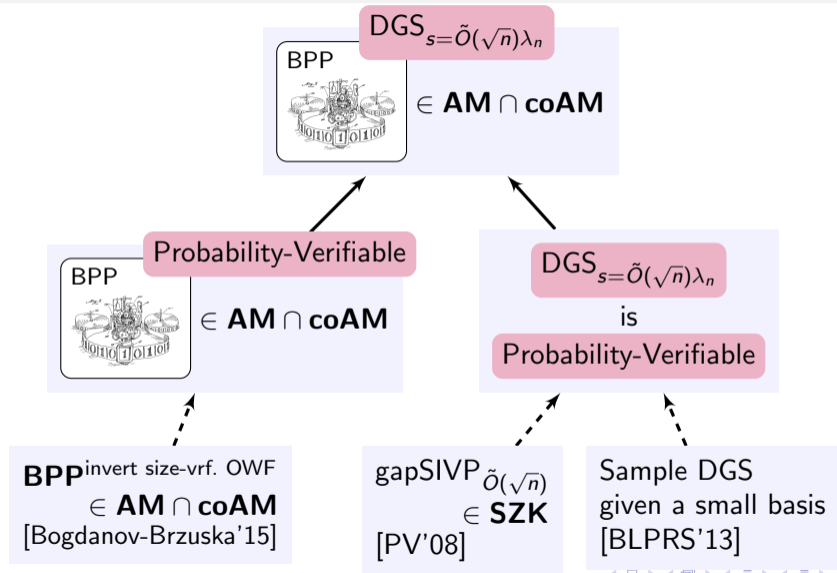 DGS_{s=Õ(√n)λ_n}
BPP
∈ AM ∩ coAM
Probability-Verifiable
BPP
∈ AM ∩ coAM
DGS_{s=Õ(√n)λ_n}
is
Probability-Verifiable
BPP^{invert size-vrf. OWF}
∈ AM ∩ coAM
[Bogdanov-Brzuska'15]
gapSIVP_{Õ(√n)}
∈ SZK
[PV'08]
Sample DGS
given a small basis
[BLPRS'13]